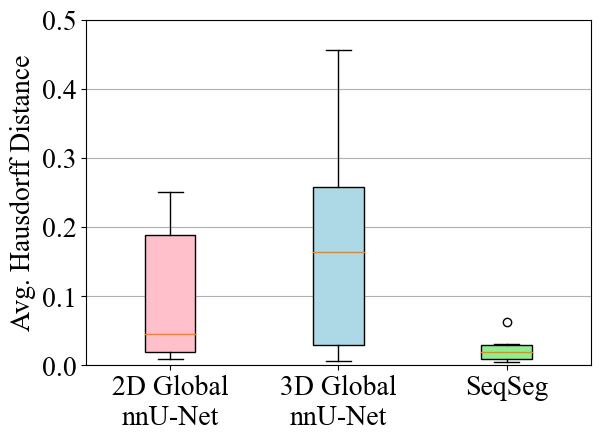 Avg. Hausdorff Distance
0.5
0.4
0.3
0.2
0.1
0.0
2D Global
nnU-Net
3D Global
nnU-Net
SeqSeg